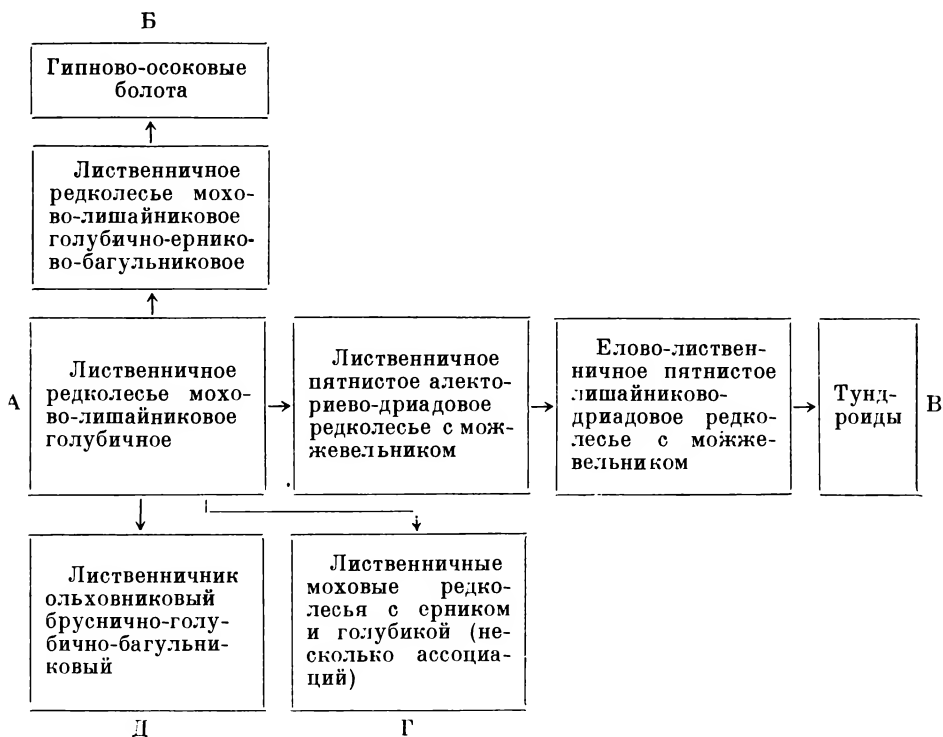 Б
Гипново-осоковые
болота
Лиственничное
редколесье мохо-
во-лишайниковое
голубично-ернико-
во-багульниковое
А
Лиственничное
редколесье мохо-
во-лишайниковое
голубичное
Лиственничное
пятнистое алекто-
риево-дриадовое
редколесье с мож-
жевельником
Елово-листвен-
ничное пятнистое
лишайниково-
дриадовое редко-
лесье с можже-
вельником
Тунд-
роиды
В
Лиственничник
ольховниковый
бруснично-голу-
бично-багульни-
ковый
Д
Лиственничные
моховые редко-
лесья с ерником
и голубикой (не-
сколько ассоциа-
ций)
Г